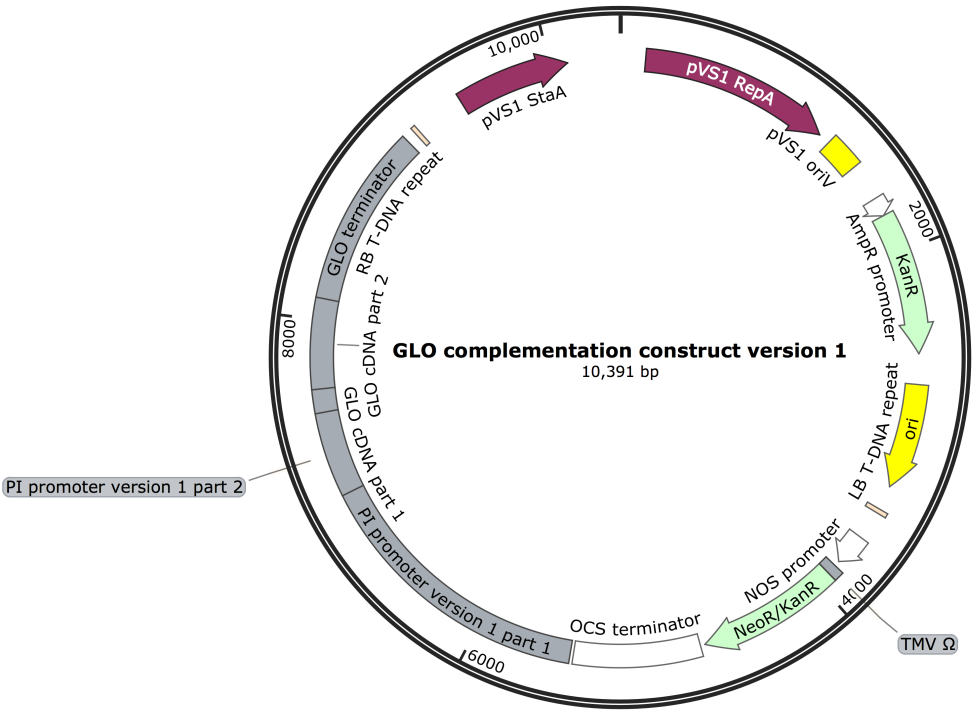 10,000
pVS1 StaA
pVS1 RepA
pVS1 oriV
2000
AmpR promoter
KanR
GLO terminator
RB T-DNA repeat
8000
GLO cDNA part 2
GLO complementation construct version 1
10,391 bp
GLO cDNA part 1
LB T-DNA repeat
ori
PI promoter version 1 part 2
PI promoter version 1 part 1
NOS promoter
4000
NeoR/KanR
OCS terminator
6000
TMV Ω